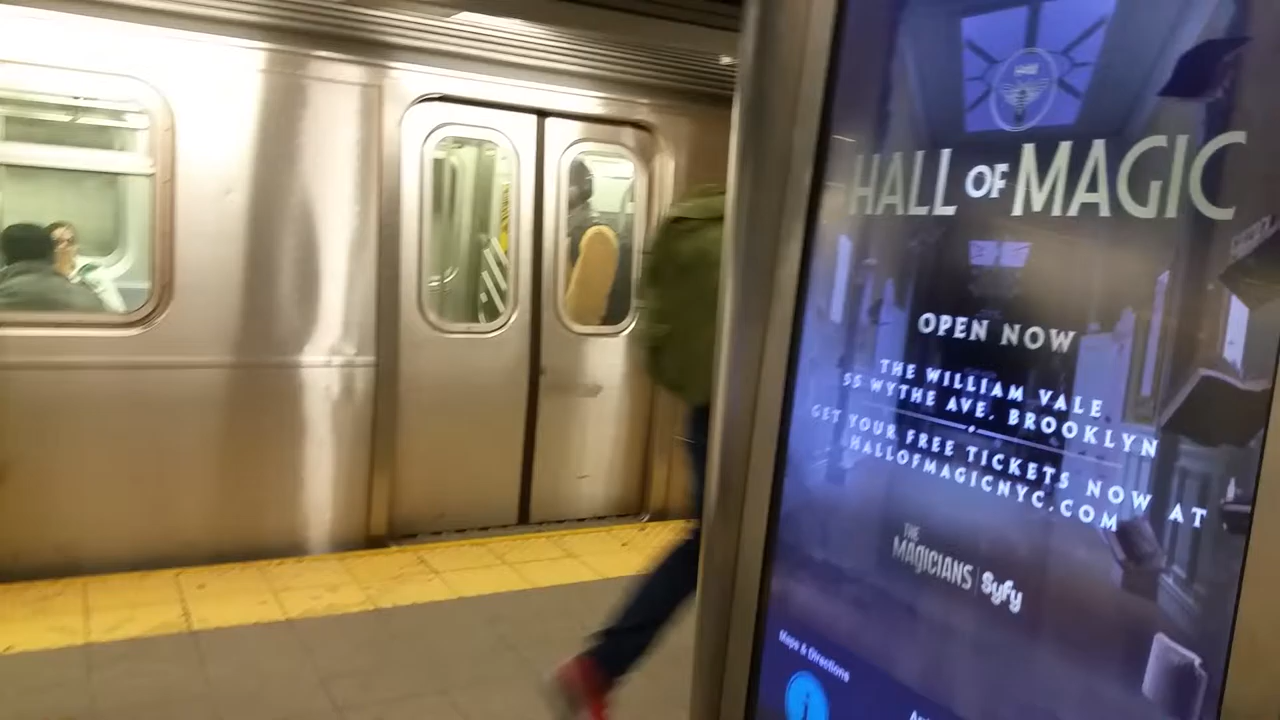 HALL OF MAGIC
OPEN NOW
THE WILLIAM VALE
55 WYTHE AVE. BROOKLYN
GET YOUR FREE TICKETS NOW AT
HALLOFMAGICNYC.COM
THE
MAGICIANS Syfy
Maps & Directions